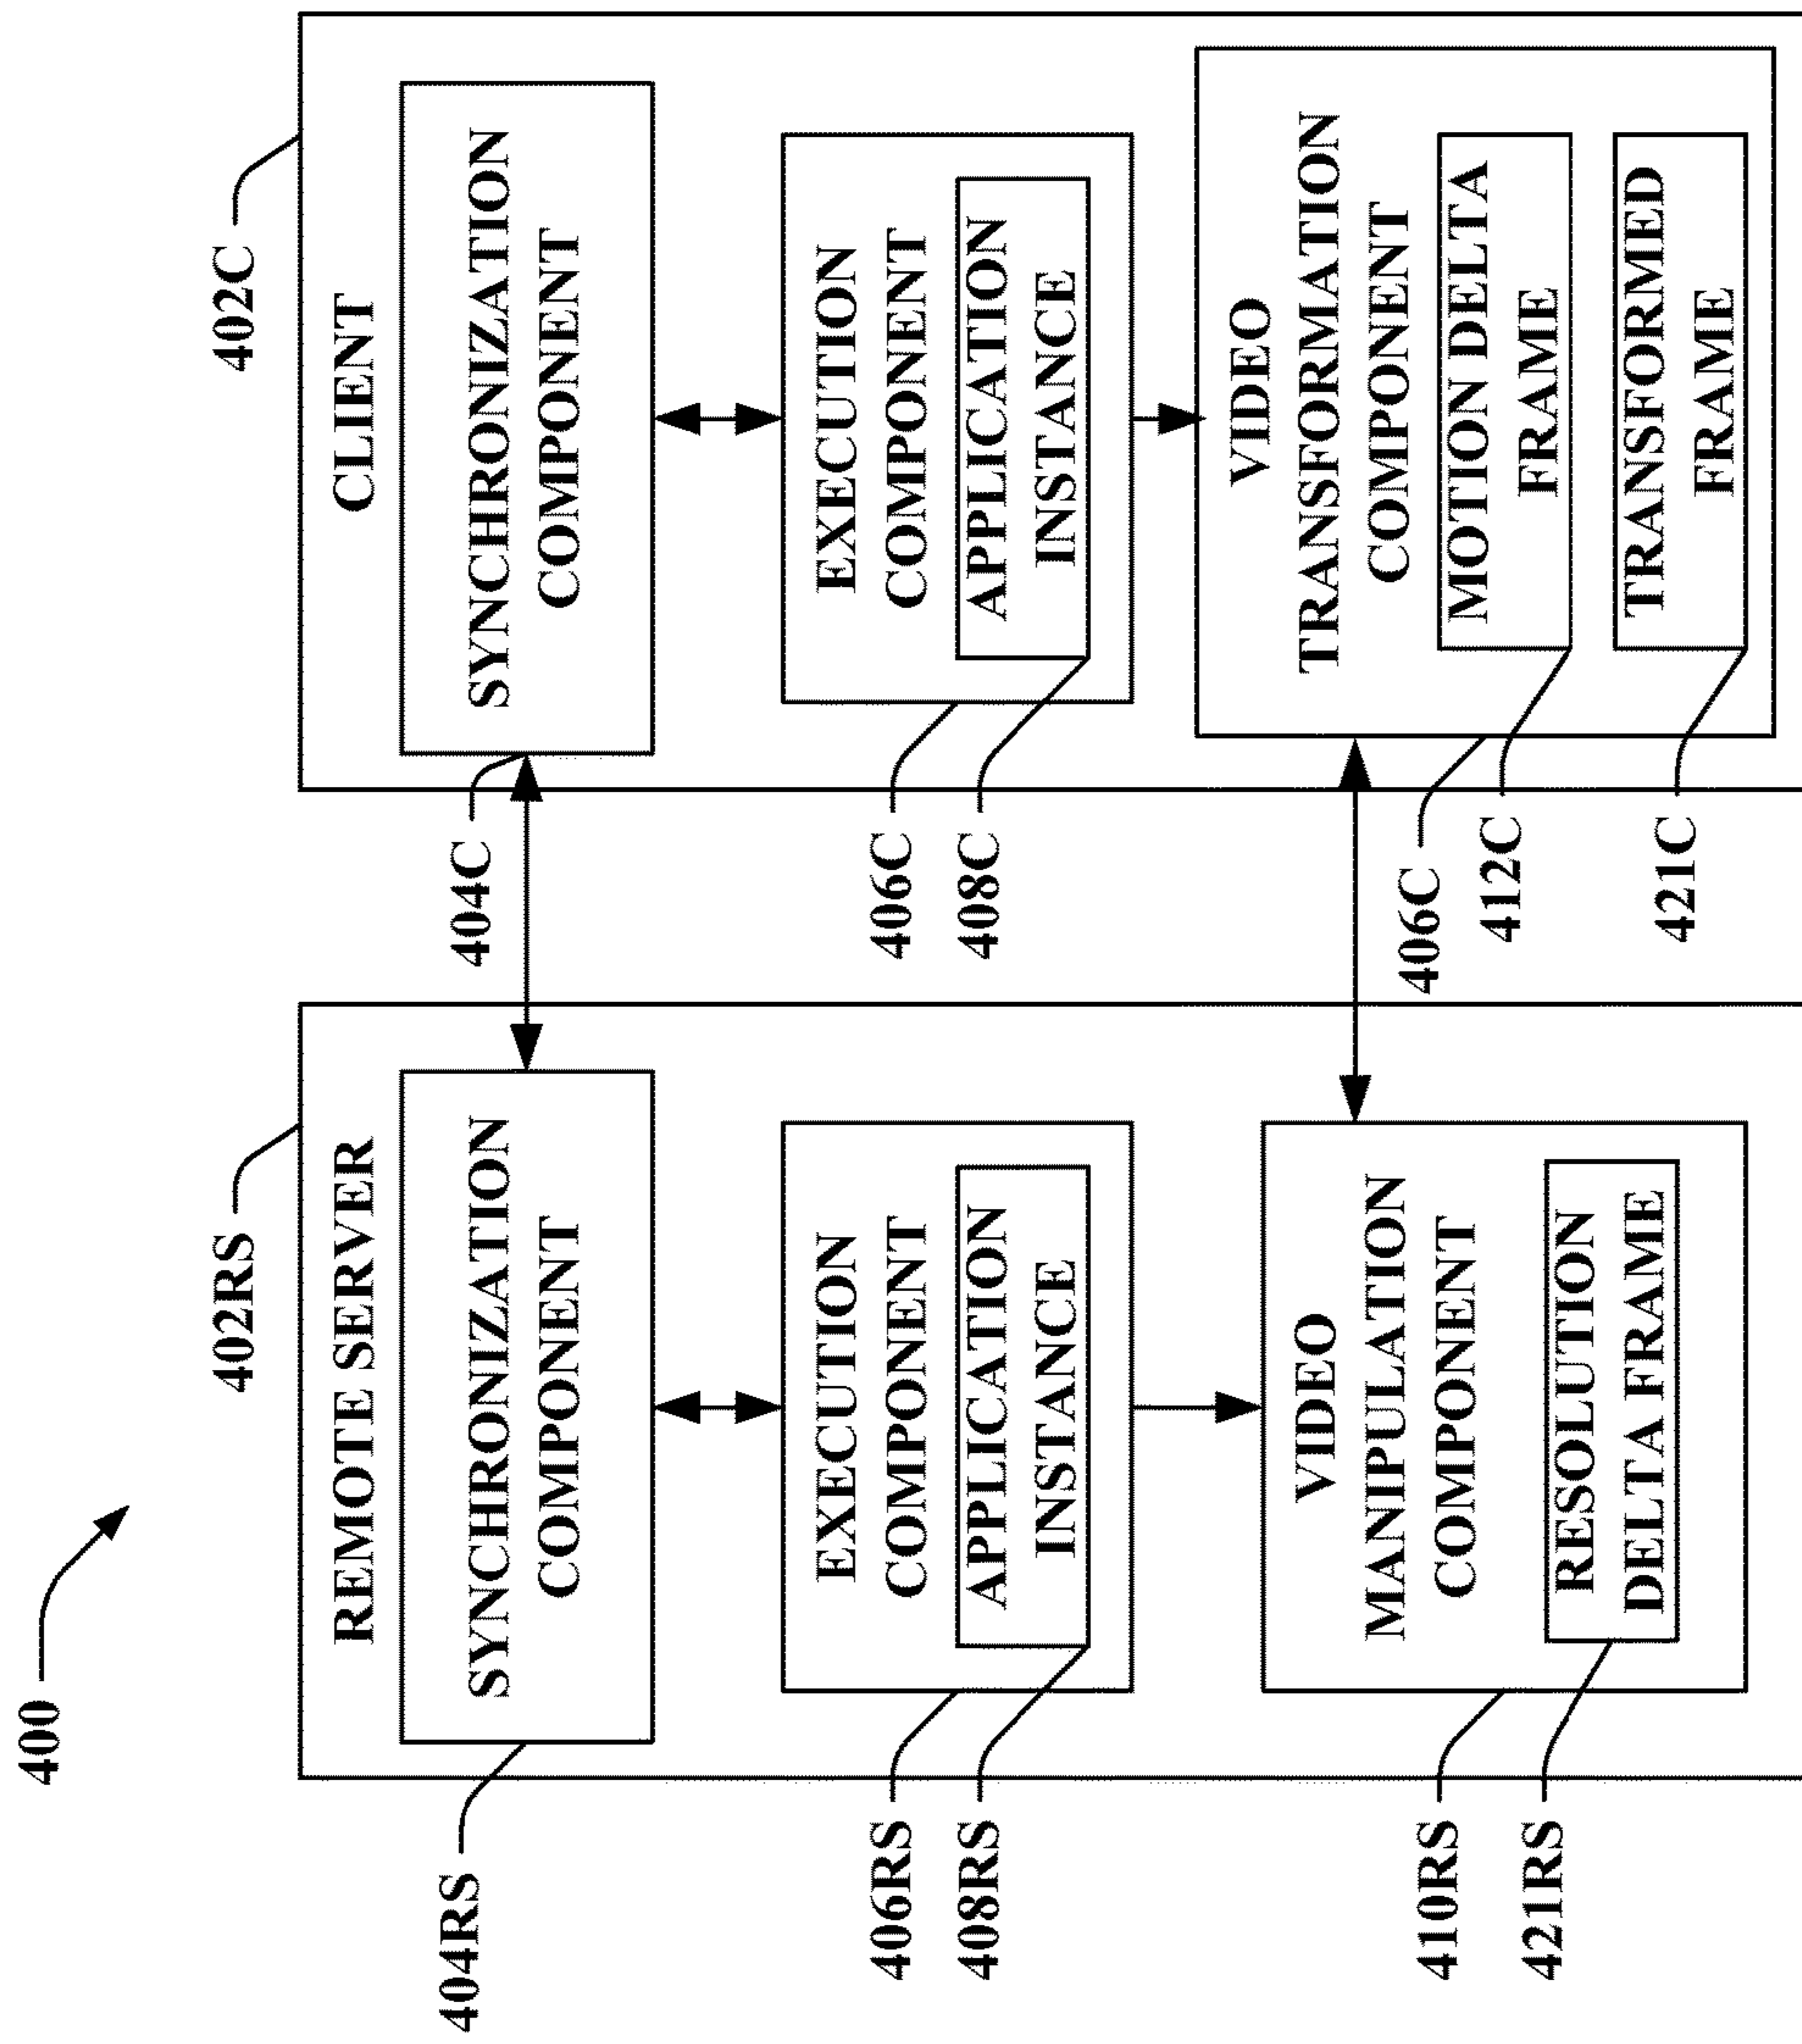 400
402RS
REMOTE SERVER
404RS
SYNCHRONIZATION
COMPONENT
406RS
EXECUTION
COMPONENT
408RS
APPLICATION
INSTANCE
410RS
VIDEO
MANIPULATION
COMPONENT
421RS
RESOLUTION
DELTA FRAME
402C
CLIENT
404C
SYNCHRONIZATION
COMPONENT
406C
EXECUTION
COMPONENT
408C
APPLICATION
INSTANCE
406C
VIDEO
TRANSFORMATION
COMPONENT
412C
MOTION DELTA
FRAME
421C
TRANSFORMED
FRAME